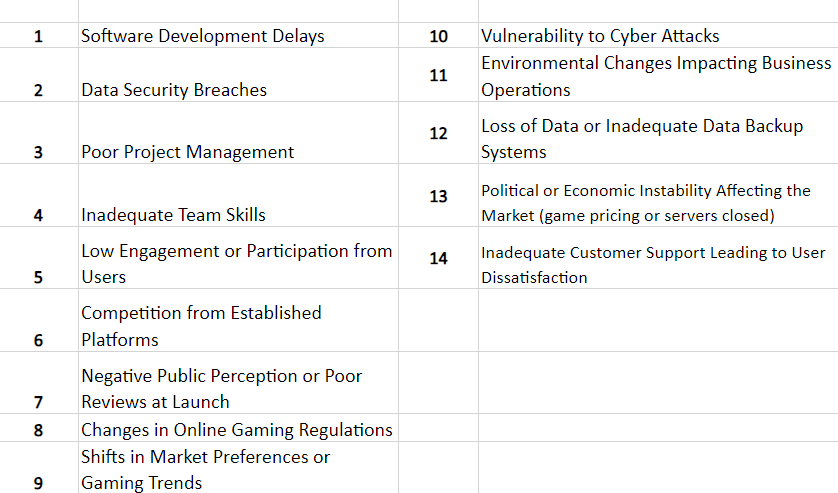 1 Software Development Delays
2 Data Security Breaches
3 Poor Project Management
4 Inadequate Team Skills
5 Low Engagement or Participation from
Users
6 Competition from Established
Platforms
7 Negative Public Perception or Poor
Reviews at Launch
8 Changes in Online Gaming Regulations
9 Shifts in Market Preferences or
Gaming Trends
10 Vulnerability to Cyber Attacks
11 Environmental Changes Impacting Business
Operations
12 Loss of Data or Inadequate Data Backup
Systems
13 Political or Economic Instability Affecting the
Market (game pricing or servers closed)
14 Inadequate Customer Support Leading to User
Dissatisfaction